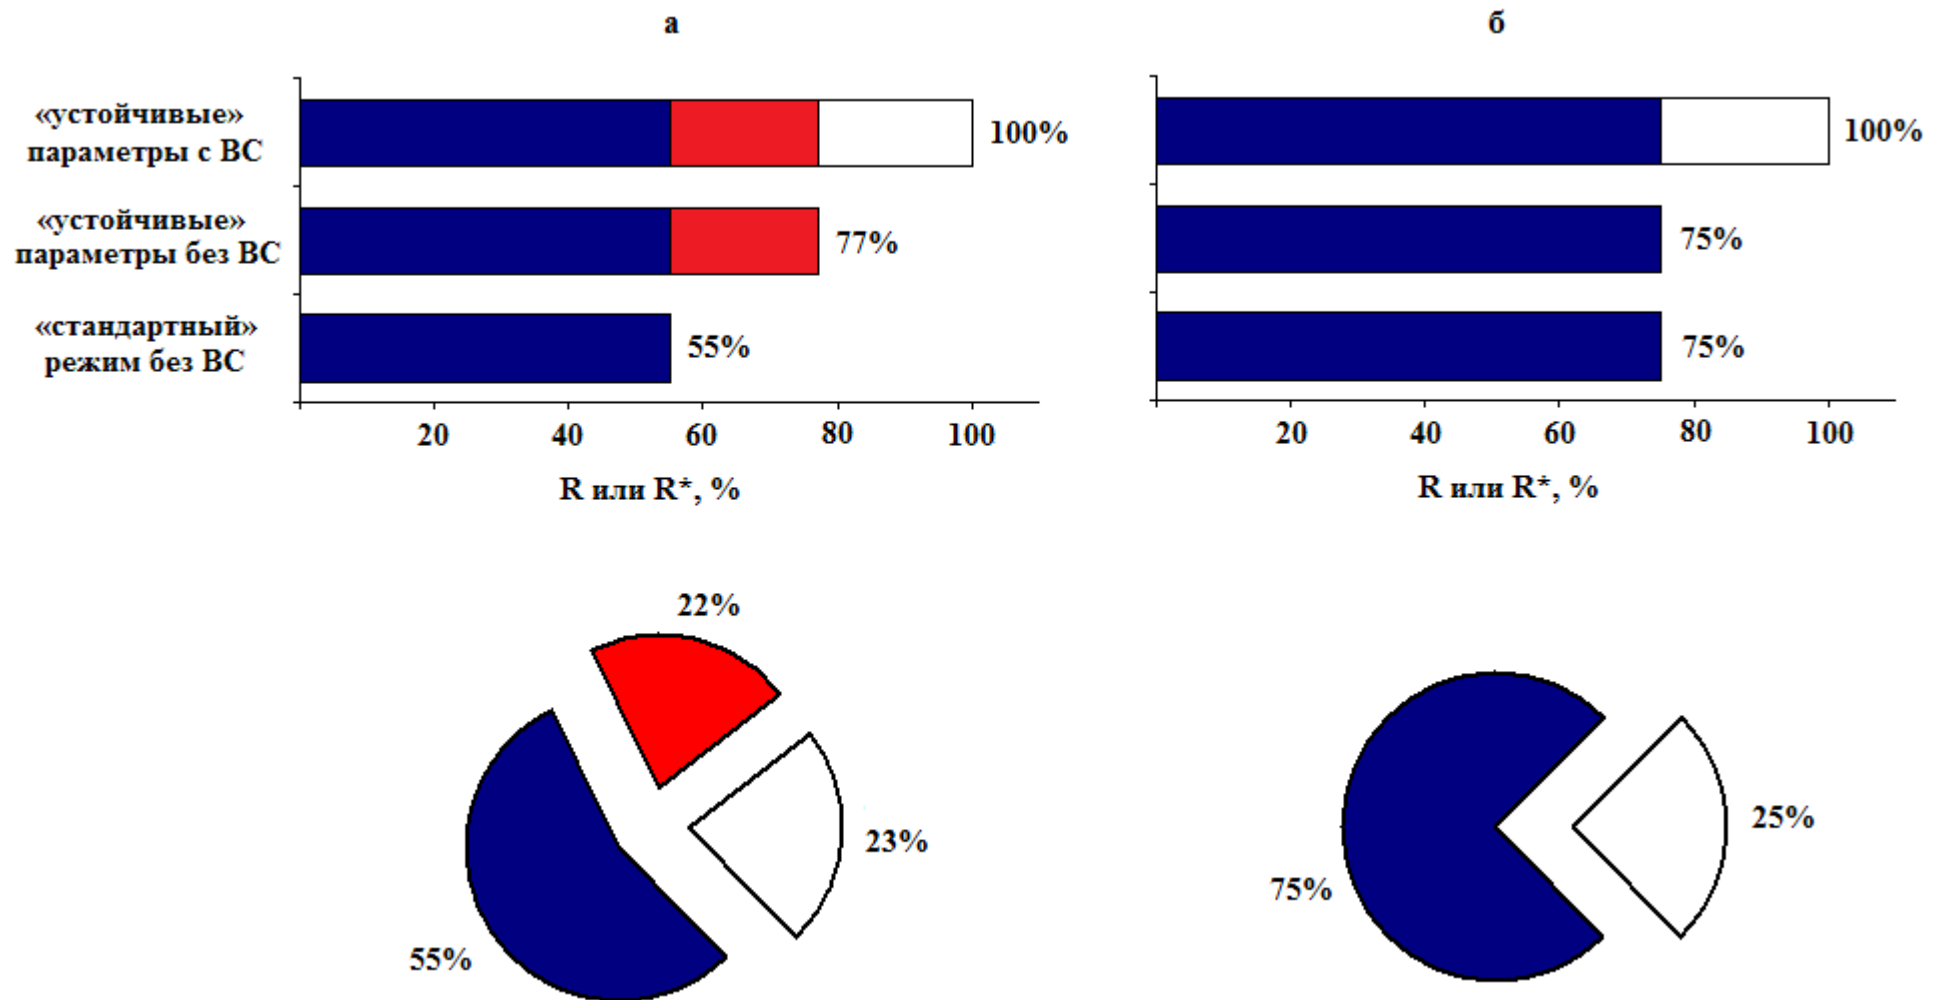 а
«устойчивые»
параметры с ВС
100%
«устойчивые»
параметры без ВС
77%
«стандартный»
режим без ВС
55%
20 40 60 80 100
R или R*, %
б
100%
75%
75%
20 40 60 80 100
R или R*, %
22%
23%
55%
25%
75%